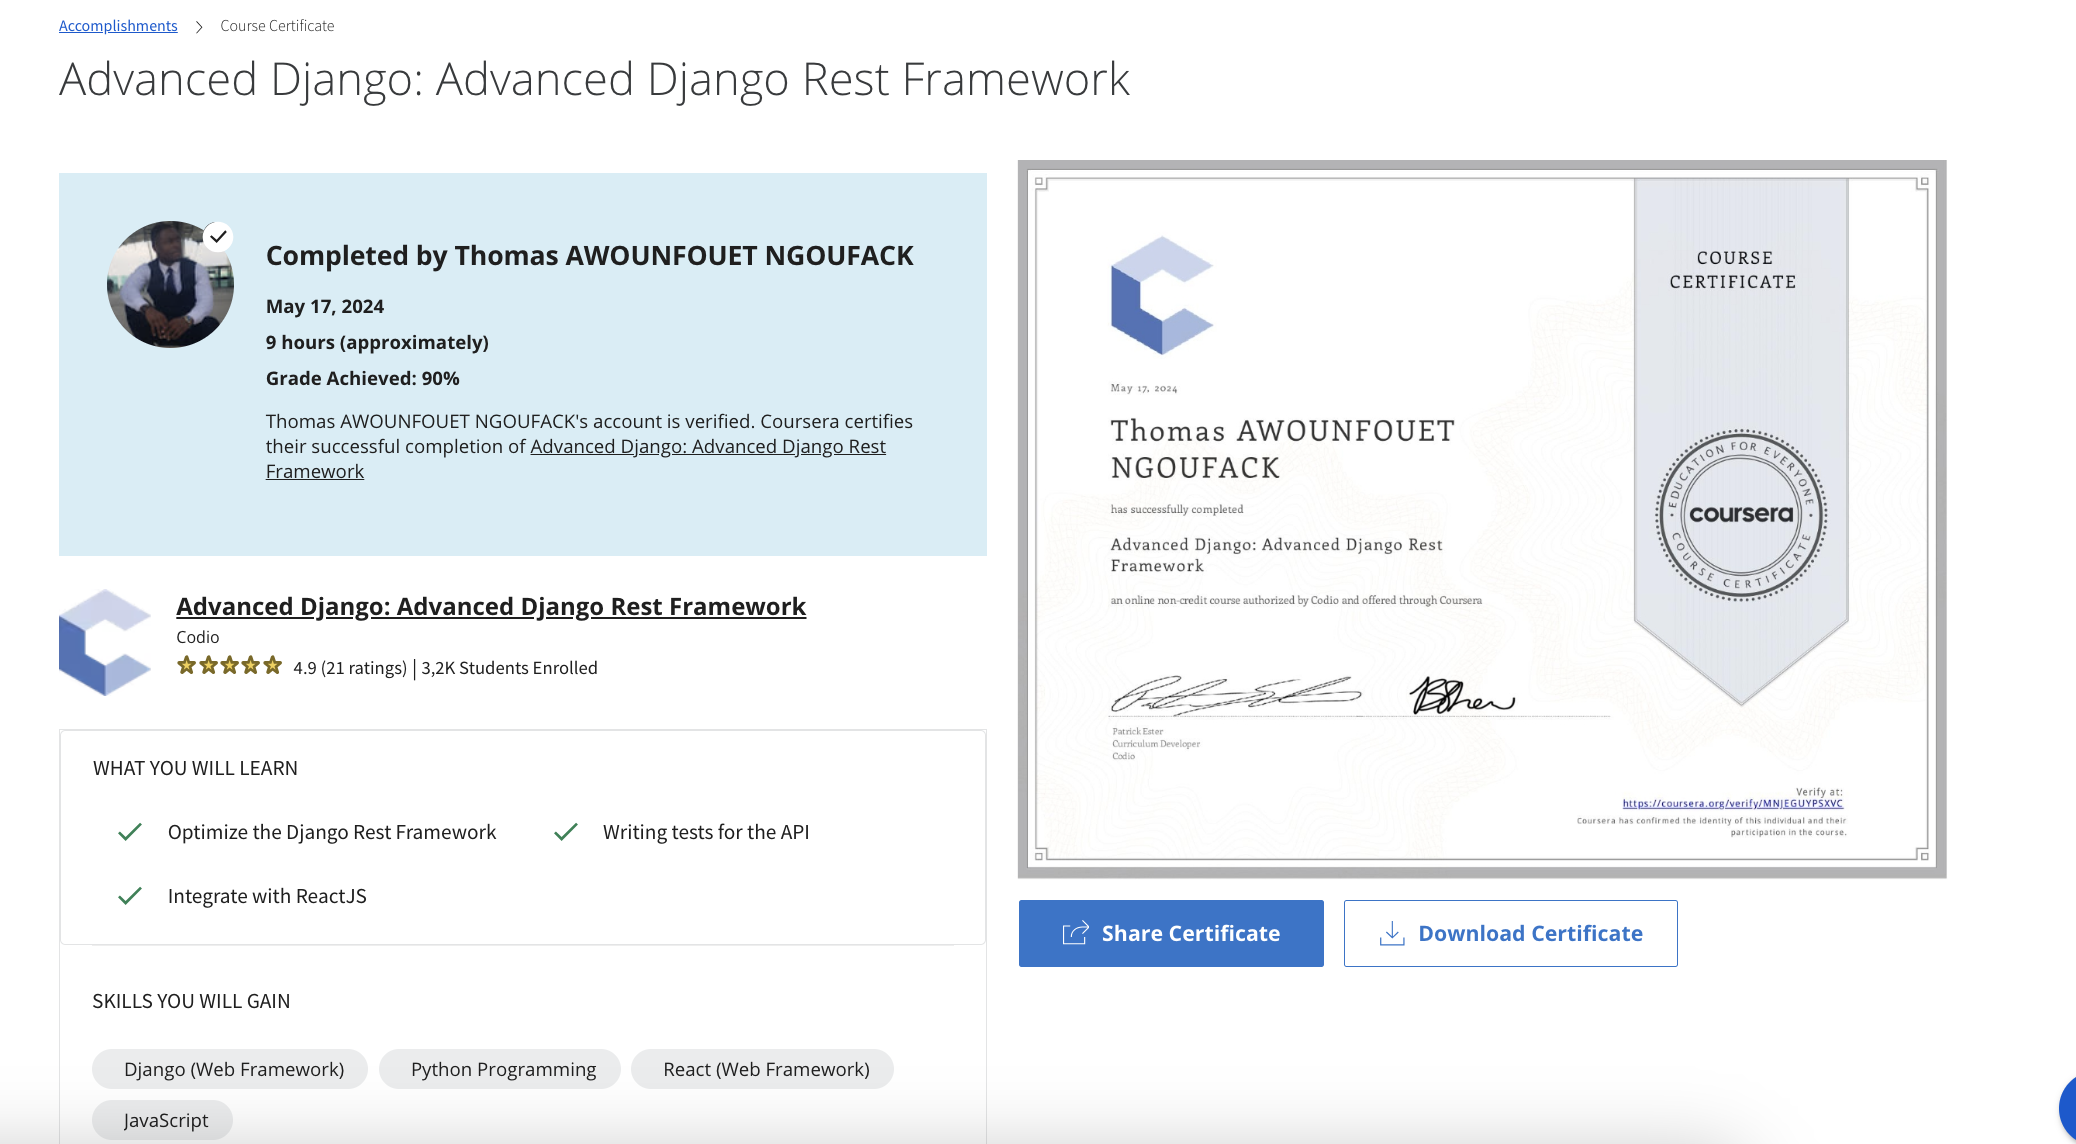 Accomplishments > Course Certificate
Advanced Django: Advanced Django Rest Framework
Completed by Thomas AWOUNFOUET NGOUFACK
May 17, 2024
9 hours (approximately)
Grade Achieved: 90%
Thomas AWOUNFOUET NGOUFACK's account is verified. Coursera certifies
their successful completion of Advanced Django: Advanced Django Rest
Framework
Advanced Django: Advanced Django Rest Framework
Codio
4.9 (21 ratings) | 3,2K Students Enrolled
WHAT YOU WILL LEARN
Optimize the Django Rest Framework
Writing tests for the API
Integrate with ReactJS
SKILLS YOU WILL GAIN
Django (Web Framework)
Python Programming
React (Web Framework)
JavaScript
COURSE
CERTIFICATE
EDUCATION FOR EVERYONE
coursera
COURSE CERTIFICATE
May 17, 2024
Thomas AWOUNFOUET
NGOUFACK
has successfully completed
Advanced Django: Advanced Django Rest
Framework
an online non-credit course authorized by Codio and offered through Coursera
Patrick Ester
Curriculum Developer
Codio
Verify at:
https://coursera.org/verify/MNJEGUYPSXVC
Coursera has confirmed the identity of this individual and their
participation in the course.
Share Certificate
Download Certificate